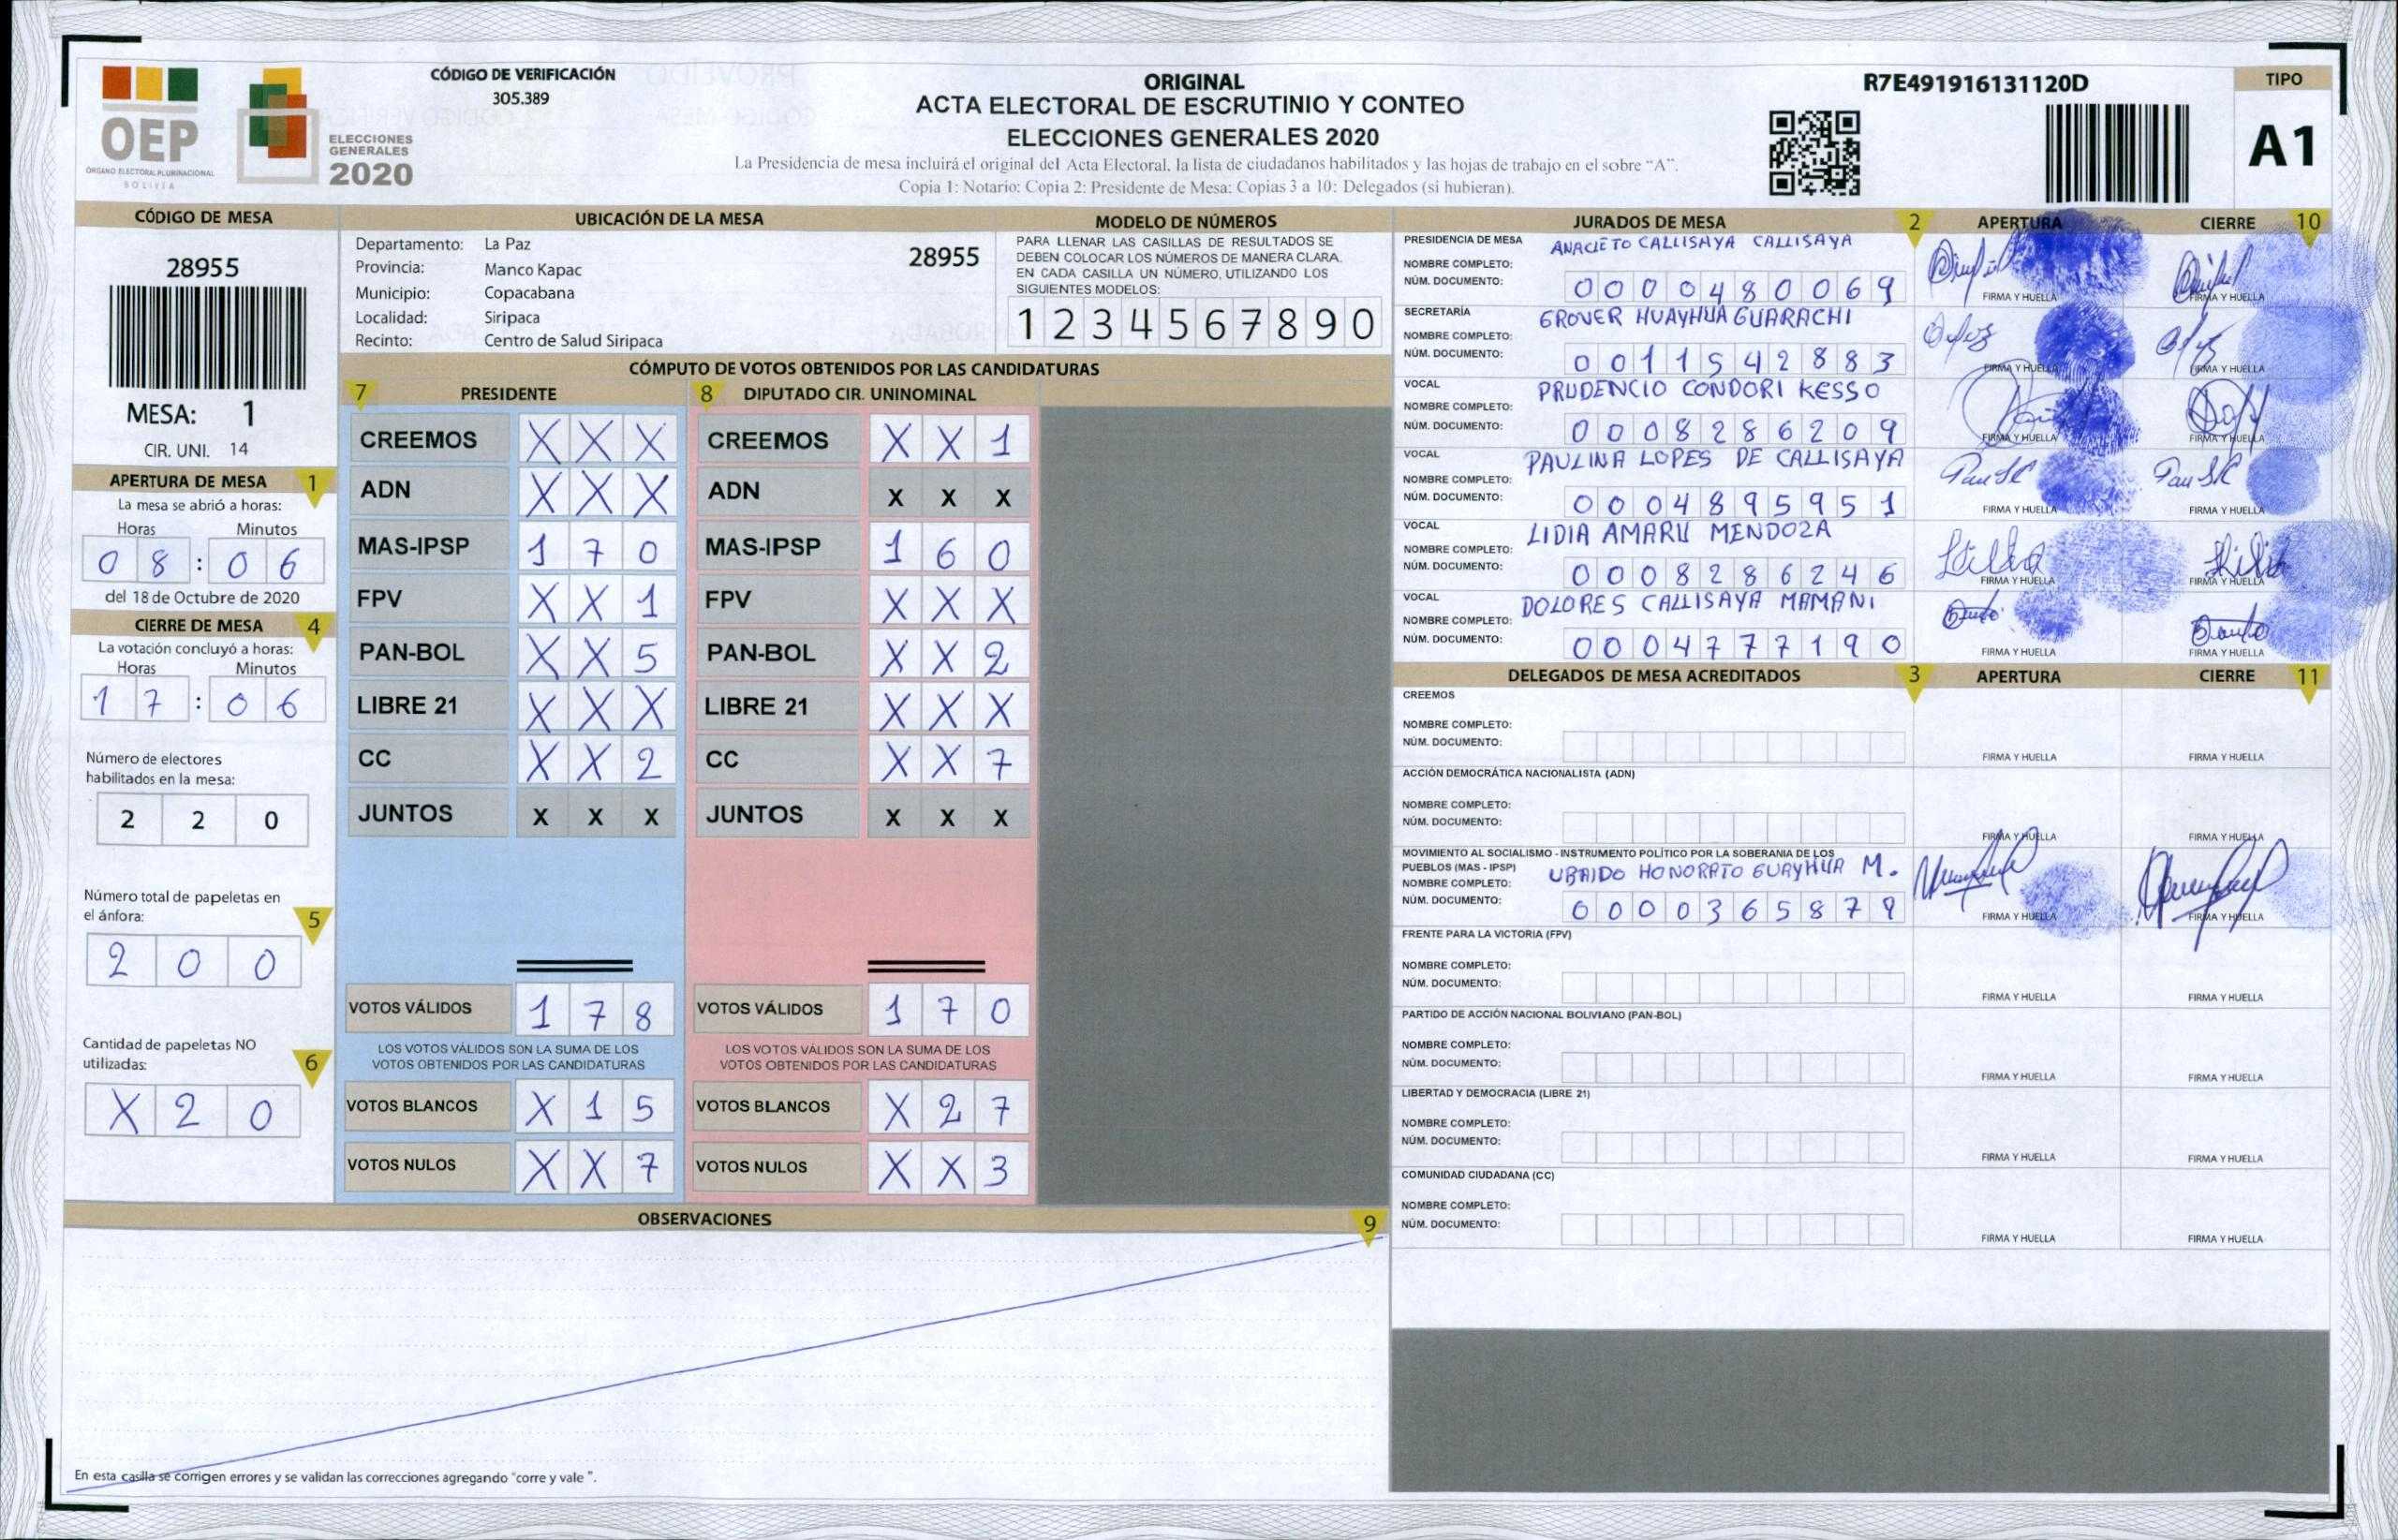 OEP
ÓRGANO ELECTORAL PLURINACIONAL
BOLIVIA
ELECCIONES
GENERALES
2020
CÓDIGO DE VERIFICACIÓN
305.389
ORIGINAL
ACTA ELECTORAL DE ESCRUTINIO Y CONTEO
ELECCIONES GENERALES 2020
La Presidencia de mesa incluirá el original del Acta Electoral, la lista de ciudadanos habilitados y las hojas de trabajo en el sobre "A".
Copia 1: Notario; Copia 2: Presidente de Mesa; Copias 3 a 10: Delegados (si hubieran).
R7E491916131120D
TIPO
A1
CÓDIGO DE MESA
28955
MESA: 1
CIR. UNI. 14
APERTURA DE MESA 1
La mesa se abrió a horas:
Horas Minutos
0 8 : 0 6
del 18 de Octubre de 2020
CIERRE DE MESA 4
La votación concluyó a horas:
Horas Minutos
1 7 : 0 6
Número de electores
habilitados en la mesa:
2 2 0
Número total de papeletas en
el ánfora: 5
2 0 0
Cantidad de papeletas NO
utilizadas: 6
X 2 0
UBICACIÓN DE LA MESA
Departamento: La Paz 28955
Provincia: Manco Kapac
Municipio: Copacabana
Localidad: Siripaca
Recinto: Centro de Salud Siripaca
MODELO DE NÚMEROS
PARA LLENAR LAS CASILLAS DE RESULTADOS SE
DEBEN COLOCAR LOS NÚMEROS DE MANERA CLARA.
EN CADA CASILLA UN NÚMERO, UTILIZANDO LOS
SIGUIENTES MODELOS:
1 2 3 4 5 6 7 8 9 0
CÓMPUTO DE VOTOS OBTENIDOS POR LAS CANDIDATURAS
7 PRESIDENTE
CREEMOS X X X
ADN X X X
MAS-IPSP 1 7 0
FPV X X 1
PAN-BOL X X 5
LIBRE 21 X X X
CC X X 2
JUNTOS X X X
VOTOS VÁLIDOS 1 7 8
LOS VOTOS VÁLIDOS SON LA SUMA DE LOS
VOTOS OBTENIDOS POR LAS CANDIDATURAS
VOTOS BLANCOS X 1 5
VOTOS NULOS X X 7
8 DIPUTADO CIR. UNINOMINAL
CREEMOS X X 1
ADN X X X
MAS-IPSP 1 6 0
FPV X X X
PAN-BOL X X 2
LIBRE 21 X X X
CC X X 7
JUNTOS X X X
VOTOS VÁLIDOS 1 7 0
LOS VOTOS VÁLIDOS SON LA SUMA DE LOS
VOTOS OBTENIDOS POR LAS CANDIDATURAS
VOTOS BLANCOS X 2 7
VOTOS NULOS X X 3
OBSERVACIONES 9
En esta casilla se corrigen errores y se validan las correcciones agregando "corre y vale".
JURADOS DE MESA 2 APERTURA CIERRE 10
PRESIDENCIA DE MESA ANACLETO CALLISAYA CALLISAYA
NOMBRE COMPLETO:
NÚM. DOCUMENTO: 0 0 0 0 4 8 0 0 6 9
FIRMA Y HUELLA FIRMA Y HUELLA
SECRETARÍA GROVER HUAYHUA GUARACHI
NOMBRE COMPLETO:
NÚM. DOCUMENTO: 0 0 1 1 5 4 2 8 8 3
FIRMA Y HUELLA FIRMA Y HUELLA
VOCAL PRUDENCIO CONDORI KESSO
NOMBRE COMPLETO:
NÚM. DOCUMENTO: 0 0 0 8 2 8 6 2 0 9
FIRMA Y HUELLA FIRMA Y HUELLA
VOCAL PAULINA LOPES DE CALLISAYA
NOMBRE COMPLETO:
NÚM. DOCUMENTO: 0 0 0 4 8 9 5 9 5 1
FIRMA Y HUELLA FIRMA Y HUELLA
VOCAL LIDIA AMARU MENDOZA
NOMBRE COMPLETO:
NÚM. DOCUMENTO: 0 0 0 8 2 8 6 2 4 6
FIRMA Y HUELLA FIRMA Y HUELLA
VOCAL DOLORES CALLISAYA MAMANI
NOMBRE COMPLETO:
NÚM. DOCUMENTO: 0 0 0 4 7 7 7 1 9 0
FIRMA Y HUELLA FIRMA Y HUELLA
DELEGADOS DE MESA ACREDITADOS 3 APERTURA CIERRE 11
CREEMOS
NOMBRE COMPLETO:
NÚM. DOCUMENTO:
FIRMA Y HUELLA FIRMA Y HUELLA
ACCIÓN DEMOCRÁTICA NACIONALISTA (ADN)
NOMBRE COMPLETO:
NÚM. DOCUMENTO:
FIRMA Y HUELLA FIRMA Y HUELLA
MOVIMIENTO AL SOCIALISMO - INSTRUMENTO POLÍTICO POR LA SOBERANIA DE LOS
PUEBLOS (MAS - IPSP) UBAIDO HONORATO GUAYHUA M.
NOMBRE COMPLETO:
NÚM. DOCUMENTO: 0 0 0 0 3 6 5 8 7 9
FIRMA Y HUELLA FIRMA Y HUELLA
FRENTE PARA LA VICTORIA (FPV)
NOMBRE COMPLETO:
NÚM. DOCUMENTO:
FIRMA Y HUELLA FIRMA Y HUELLA
PARTIDO DE ACCIÓN NACIONAL BOLIVIANO (PAN-BOL)
NOMBRE COMPLETO:
NÚM. DOCUMENTO:
FIRMA Y HUELLA FIRMA Y HUELLA
LIBERTAD Y DEMOCRACIA (LIBRE 21)
NOMBRE COMPLETO:
NÚM. DOCUMENTO:
FIRMA Y HUELLA FIRMA Y HUELLA
COMUNIDAD CIUDADANA (CC)
NOMBRE COMPLETO:
NÚM. DOCUMENTO:
FIRMA Y HUELLA FIRMA Y HUELLA